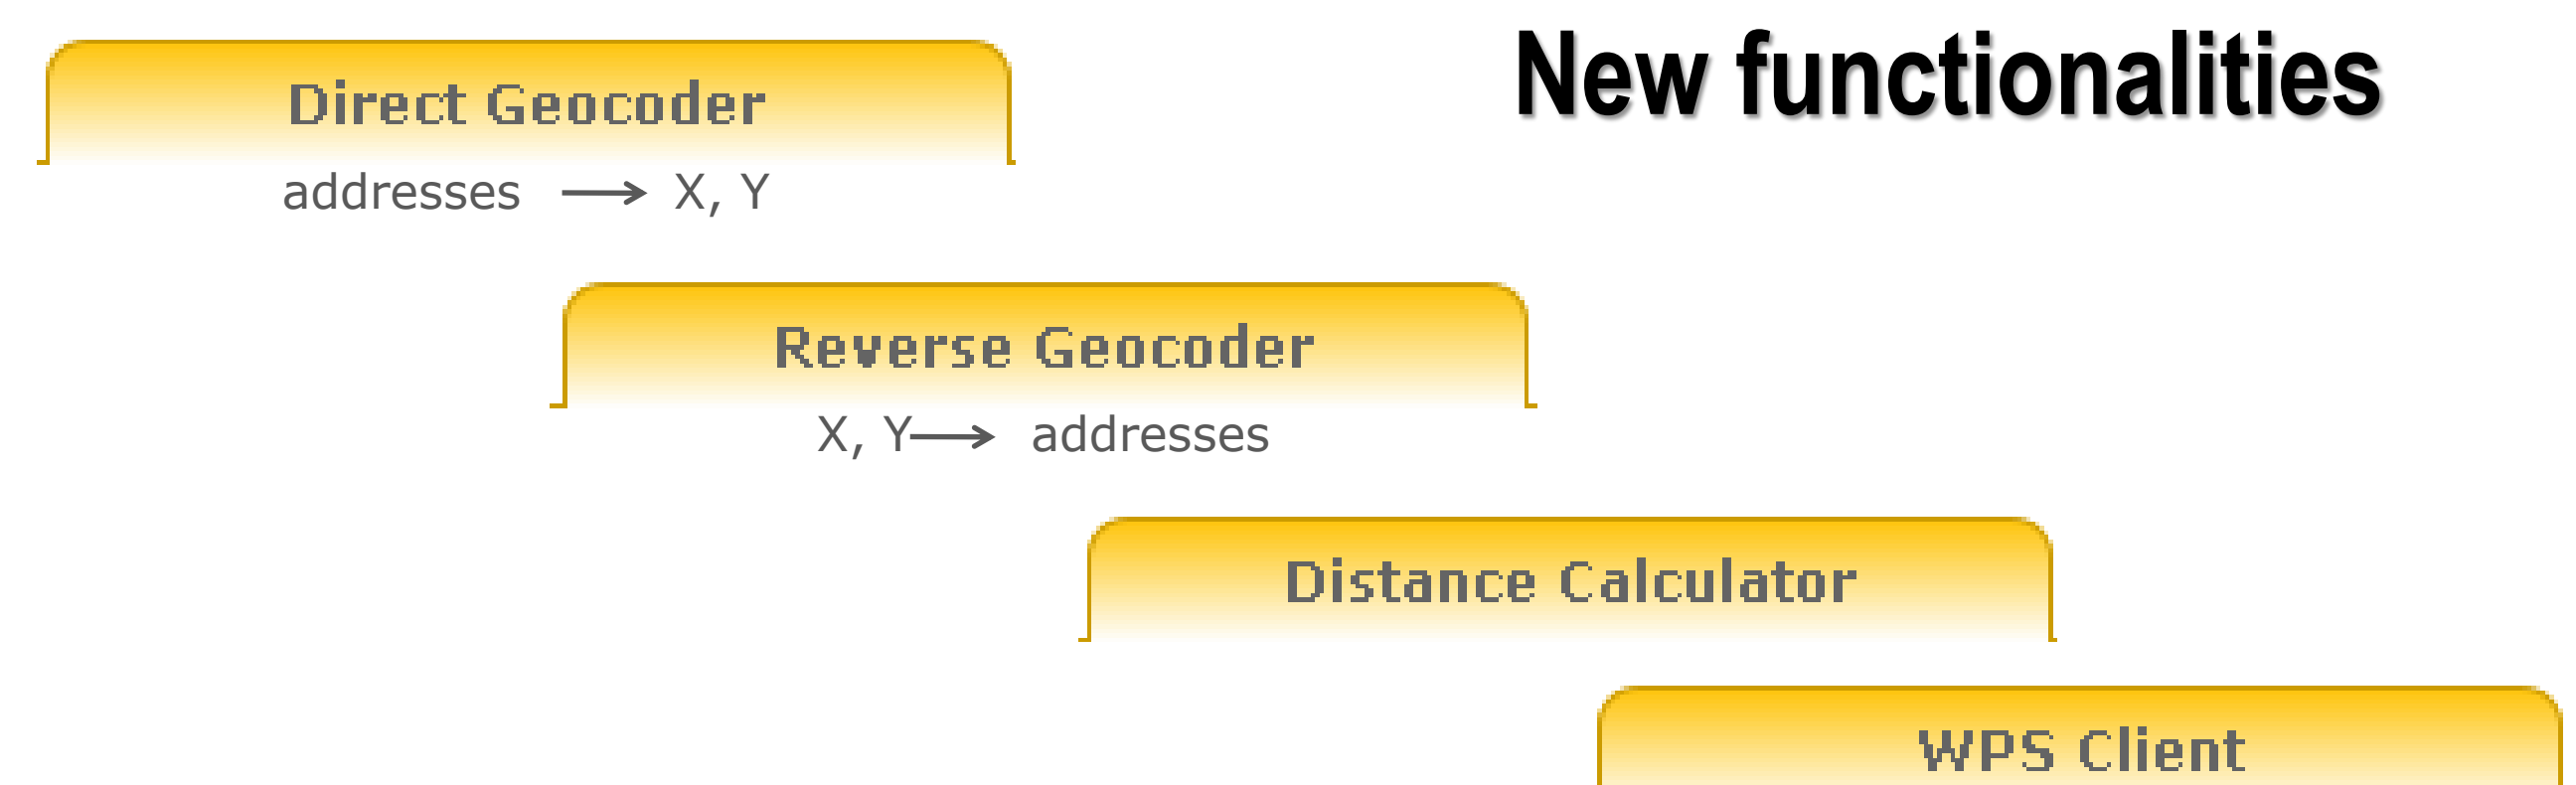 New functionalities
Direct Geocoder
addresses → X, Y
Reverse Geocoder
X, Y → addresses
Distance Calculator
WPS Client